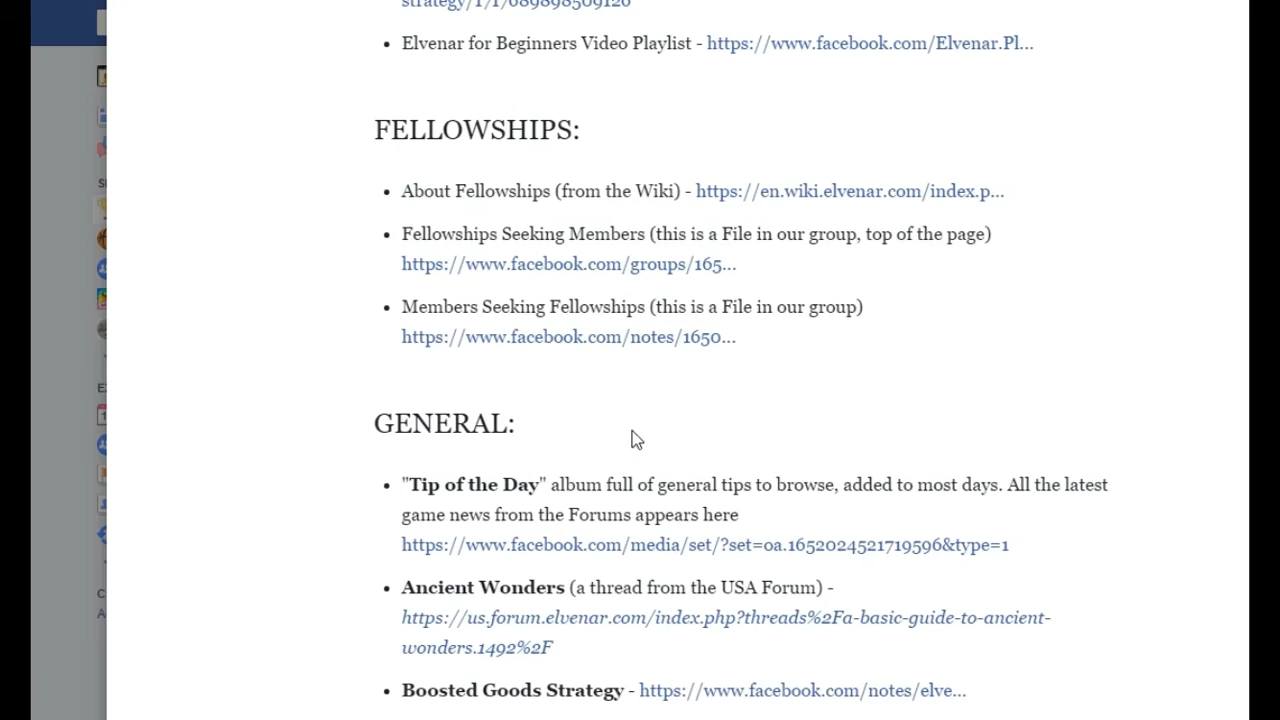 strategy/1/1/689898509126
• Elvenar for Beginners Video Playlist - https://www.facebook.com/Elvenar.Pl...
FELLOWSHIPS:
• About Fellowships (from the Wiki) - https://en.wiki.elvenar.com/index.p...
• Fellowships Seeking Members (this is a File in our group, top of the page)
https://www.facebook.com/groups/165...
• Members Seeking Fellowships (this is a File in our group)
https://www.facebook.com/notes/1650...
GENERAL:
• "Tip of the Day" album full of general tips to browse, added to most days. All the latest
game news from the Forums appears here
https://www.facebook.com/media/set/?set=oa.1652024521719596&type=1
• Ancient Wonders (a thread from the USA Forum) -
https://us.forum.elvenar.com/index.php?threads%2Fa-basic-guide-to-ancient-
wonders.1492%2F
• Boosted Goods Strategy - https://www.facebook.com/notes/elve...